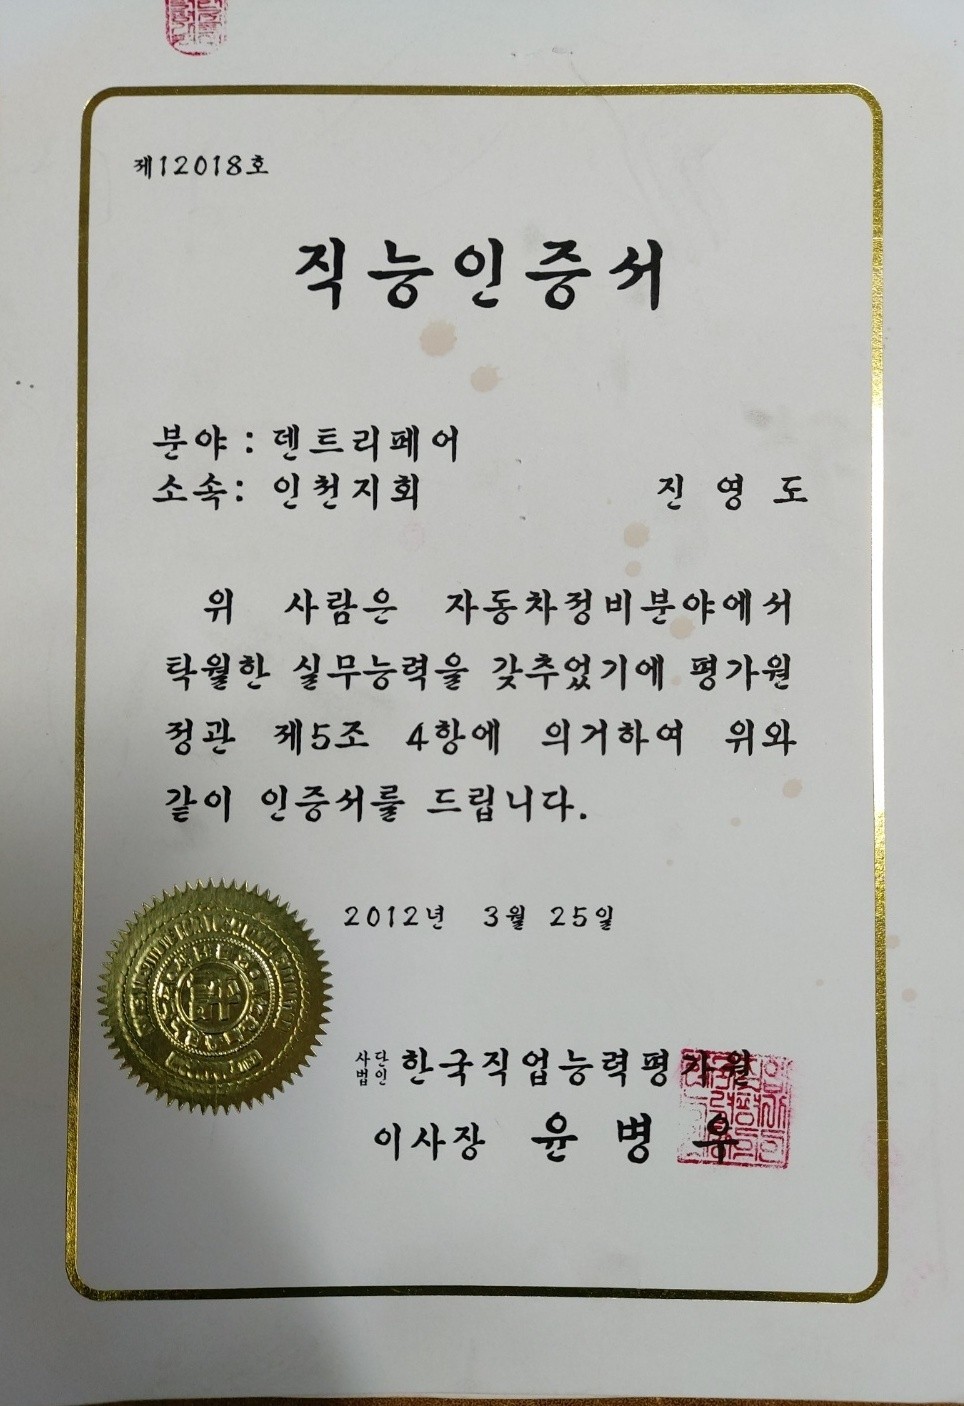 제12018호
직능인증서
분야 : 덴트리페어
소속: 인천지회 진 영 도
위 사람은 자동차정비분야에서
탁월한 실무능력을 갖추었기에 평가원
정관 제5조 4항에 의거하여 위와
같이 인증서를 드립니다.
2012년 3월 25일
사단법인 한국직업능력평가원
이사장 윤 병 우